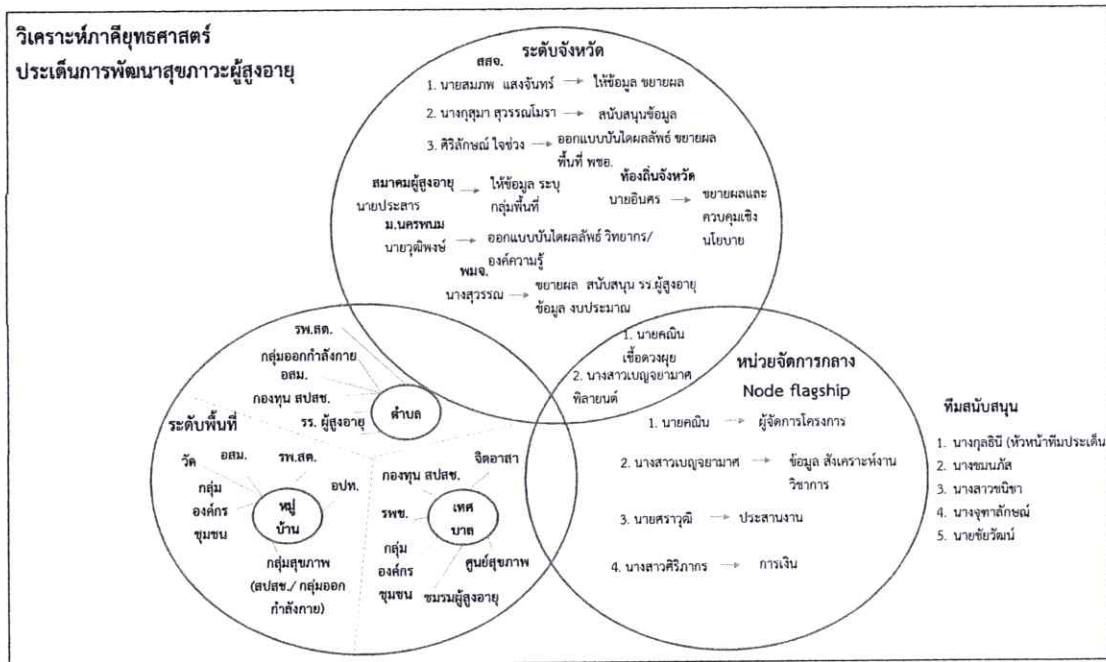 วิเคราะห์ภาคียุทธศาสตร์
ประเด็นการพัฒนาสุขภาวะผู้สูงอายุ
ระดับจังหวัด
สสจ.
1. นายสมภพ แสงจันทร์ ให้ข้อมูล ขยายผล
2. นางกุสุมา สุวรรณโมรา สนับสนุนข้อมูล
3. ศิริลักษณ์ ใจช่วง ออกแบบบันไดผลลัพธ์ ขยายผล
พื้นที่ พชอ.
สมาคมผู้สูงอายุ ให้ข้อมูล ระบุ
นายประสาร กลุ่มพื้นที่
ท้องถิ่นจังหวัด
นายอินศร ขยายผลและ
ควบคุมเชิง
นโยบาย
ม.นครพนม
นายวุฒิพงษ์ ออกแบบบันไดผลลัพธ์ วิทยากร/
องค์ความรู้
พมจ.
นางสุวรรณ ขยายผล สนับสนุน รร.ผู้สูงอายุ
ข้อมูล งบประมาณ
1. นายคณิน
เชื้อดวงผุย
2. นางสาวเบญจยามาศ
พิลายนต์
ระดับพื้นที่
รพ.สต.
กลุ่มออกกำลังกาย
อสม.
กองทุน สปสช.
รร. ผู้สูงอายุ
ตำบล
วัด
อสม.
รพ.สต.
อปท.
กลุ่ม
องค์กร
ชุมชน
หมู่
บ้าน
กลุ่มสุขภาพ
(สปสช./ กลุ่มออก
กำลังกาย)
กองทุน สปสช.
จิตอาสา
รพช.
เทศ
บาล
กลุ่ม
องค์กร
ชุมชน
ศูนย์สุขภาพ
ชมรมผู้สูงอายุ
หน่วยจัดการกลาง
Node flagship
1. นายคณิน ผู้จัดการโครงการ
2. นางสาวเบญจยามาศ ข้อมูล สังเคราะห์งาน
วิชาการ
3. นายศราวุฒิ ประสานงาน
4. นางสาวศิริภากร การเงิน
ทีมสนับสนุน
1. นางกุลธินี (หัวหน้าทีมประเด็น
2. นางชมนภัส
3. นางสาวชนิชา
4. นางจุฑาลักษณ์
5. นายชัยวัฒน์